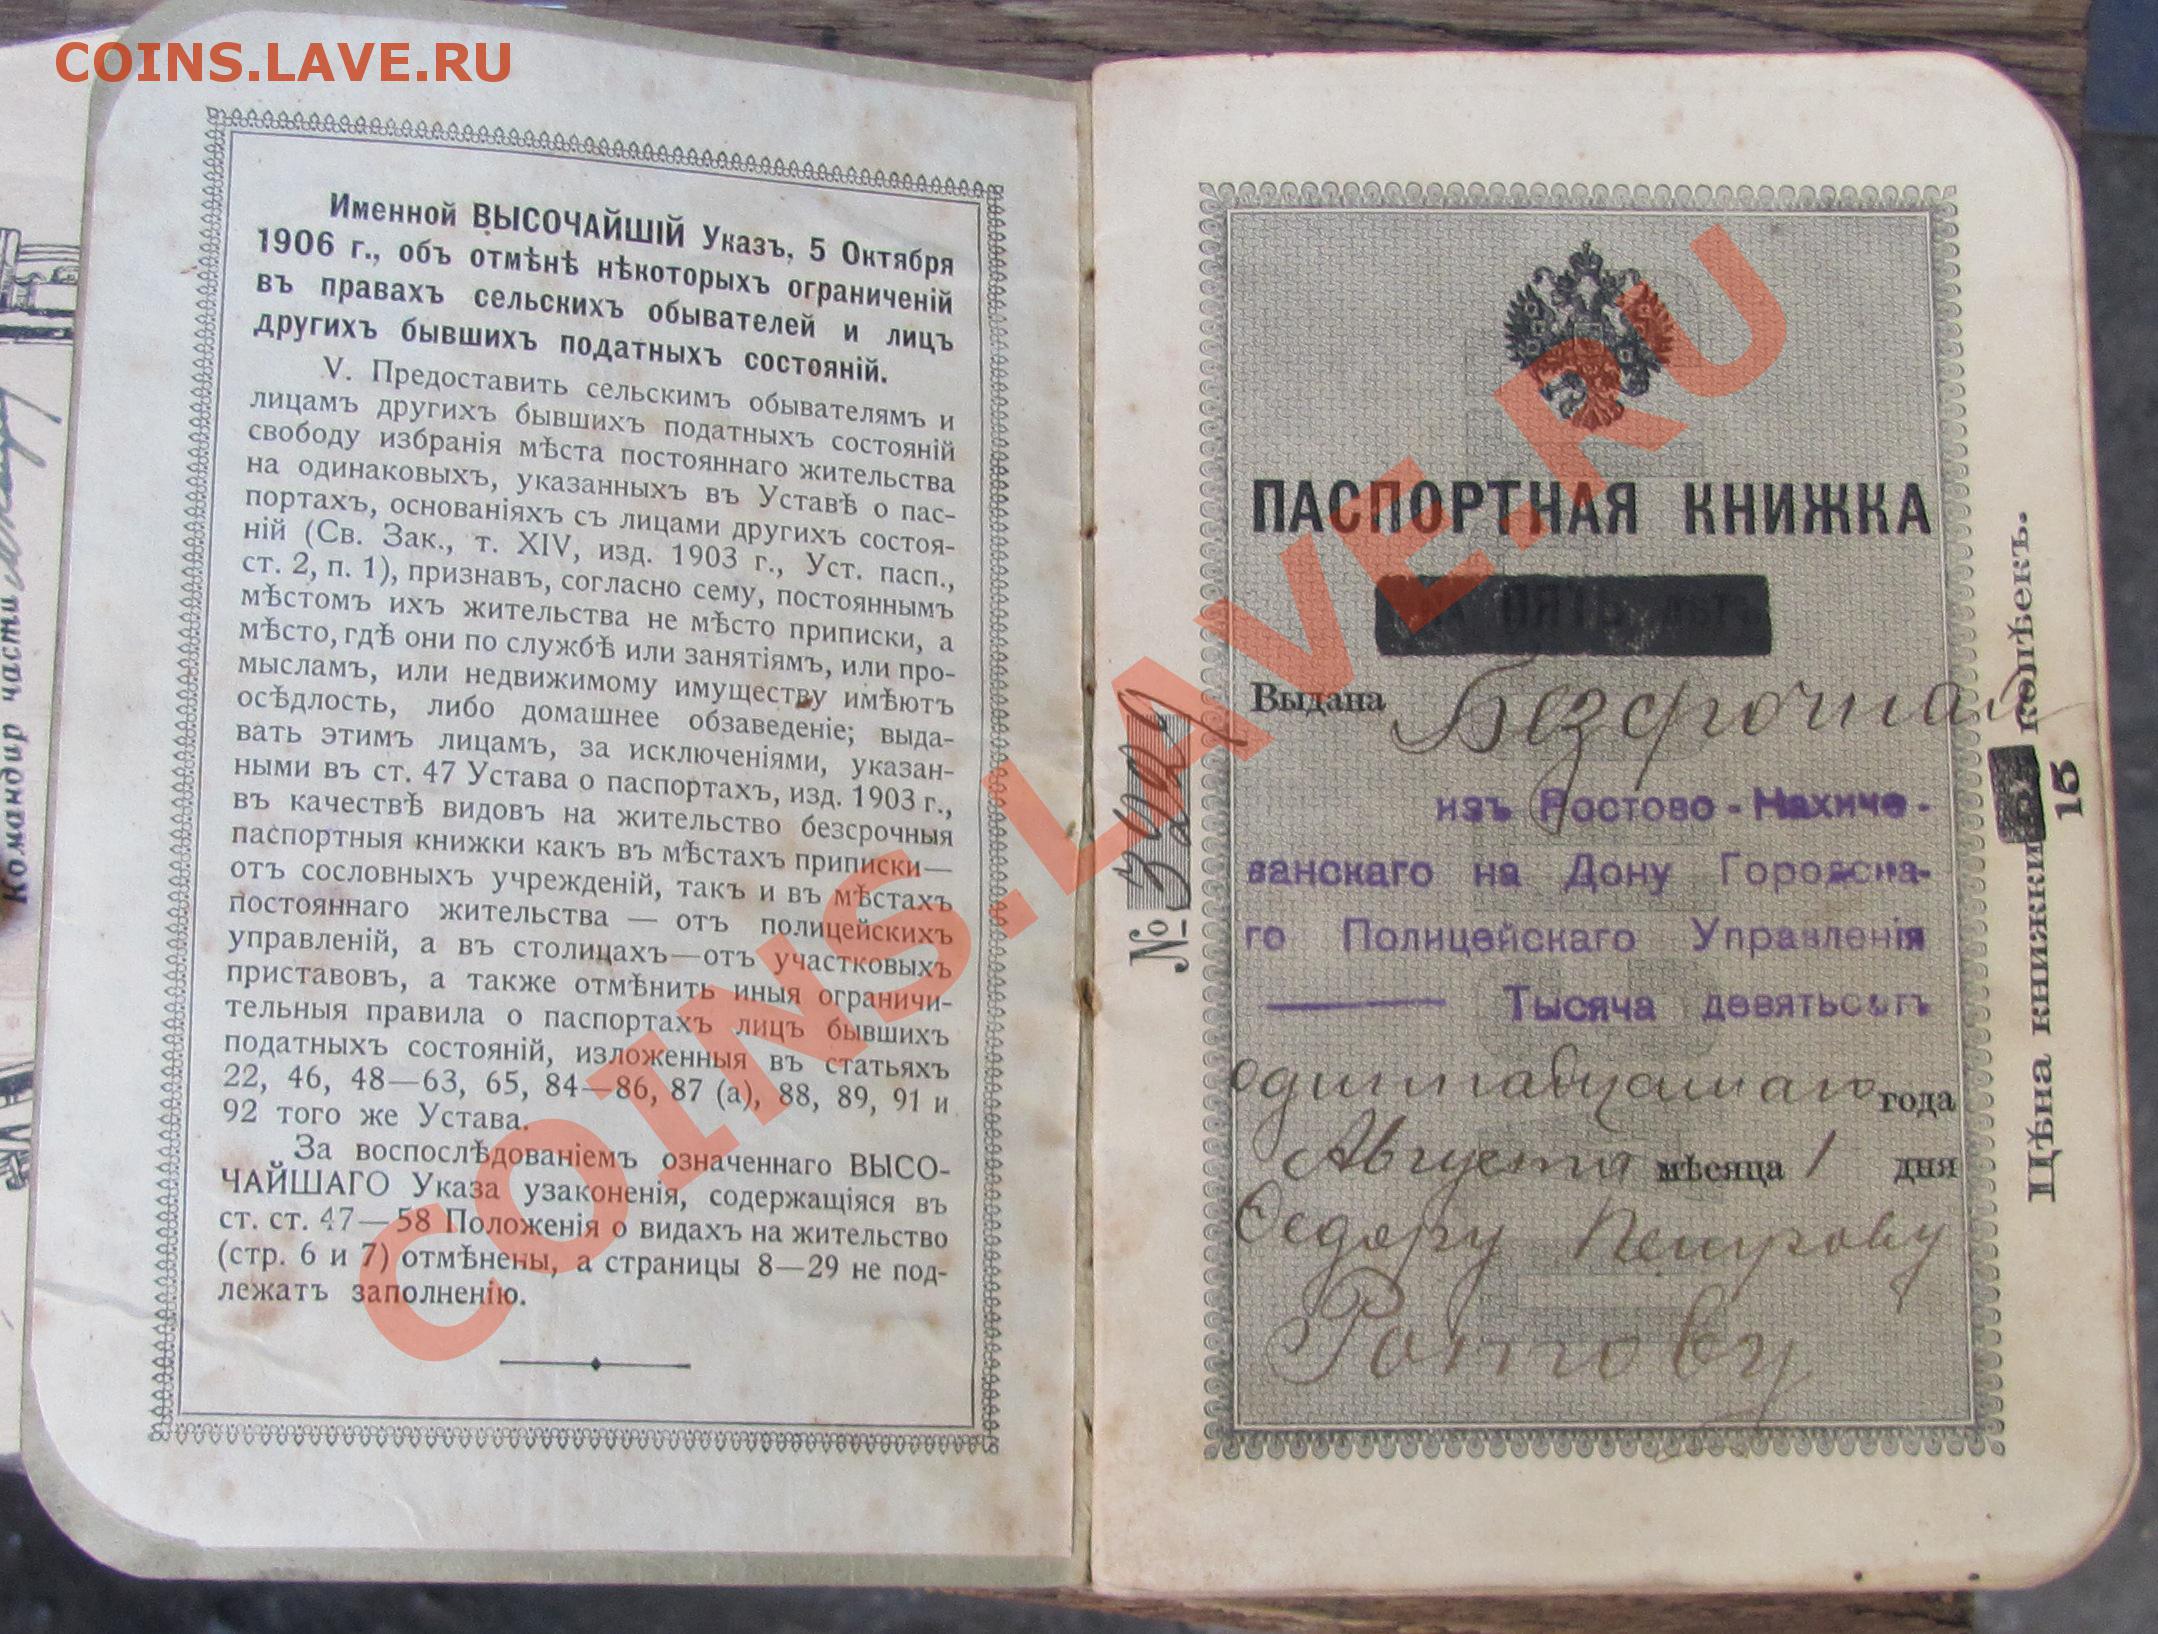 COINS.LAVE.RU
Командир части
Именной ВЫСОЧАЙШІЙ Указъ, 5 Октября
1906 г., объ отмѣнѣ нѣкоторыхъ ограниченій
въ правахъ сельскихъ обывателей и лицъ
другихъ бывшихъ податныхъ состояній.
V. Предоставить сельскимъ обывателямъ и
лицамъ другихъ бывшихъ податныхъ состояній
свободу избранія мѣста постояннаго жительства
на одинаковыхъ, указанныхъ въ Уставѣ о пас-
портахъ, основаніяхъ съ лицами другихъ состоя-
ній (Св. Зак., т. XIV, изд. 1903 г., Уст. пасп.,
ст. 2, п. 1), признавъ, согласно сему, постояннымъ
мѣстомъ ихъ жительства не мѣсто приписки, а
мѣсто, гдѣ они по службѣ или занятіямъ, или про-
мысламъ, или недвижимому имуществу имѣютъ
осѣдлость, либо домашнее обзаведеніе; выда-
вать этимъ лицамъ, за исключеніями, указан-
ными въ ст. 47 Устава о паспортахъ, изд. 1903 г.,
въ качествѣ видовъ на жительство безсрочныя
паспортныя книжки какъ въ мѣстахъ приписки—
отъ сословныхъ учрежденій, такъ и въ мѣстахъ
постояннаго жительства — отъ полицейскихъ
управленій, а въ столицахъ—отъ участковыхъ
приставовъ, а также отмѣнить иныя ограничи-
тельныя правила о паспортахъ лицъ бывшихъ
податныхъ состояній, изложенныя въ статьяхъ
22, 46, 48—63, 65, 84—86, 87 (а), 88, 89, 91 и
92 того же Устава.
За воспослѣдованіемъ означеннаго ВЫСО-
ЧАЙШАГО Указа узаконенія, содержащіяся въ
ст. ст. 47—58 Положенія о видахъ на жительство
(стр. 6 и 7) отмѣнены, а страницы 8—29 не под-
лежатъ заполненію.
ПАСПОРТНАЯ КНИЖКА
на пять лѣтъ
Выдана Безсрочная
изъ Ростово-Нахиче-
ванскаго на Дону Городска-
го Полицейскаго Управленія
Тысяча девятьсотъ
одиннадцатаго года
Августа мѣсяца 1 дня
Федору Петрову
№
Цѣна книжки копѣекъ.
15
COINS.LAVE.RU